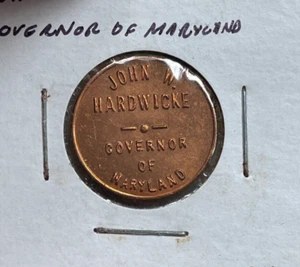 OVERNOR OF MARYLAND
JOHN W.
HARDWICKE
GOVERNOR
OF
MARYLAND